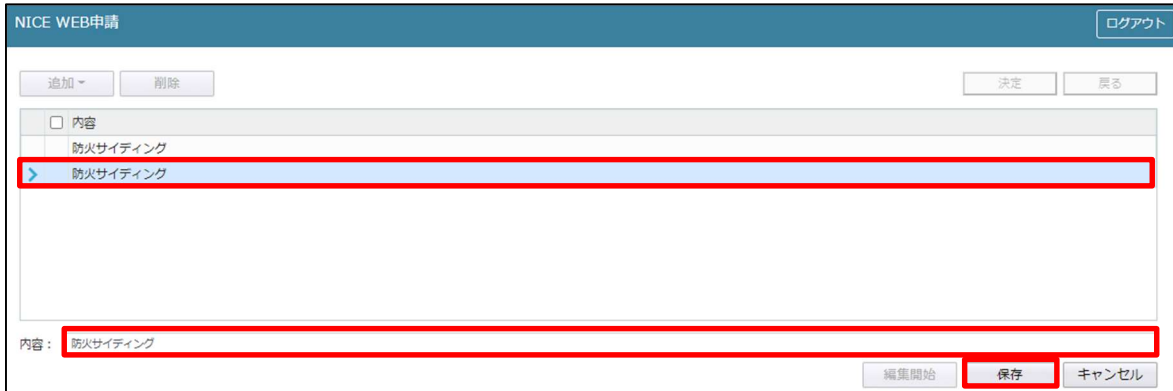 NICE WEB申請
ログアウト
追加
削除
決定
戻る
内容
防火サイディング
防火サイディング
内容：
防火サイディング
編集開始
保存
キャンセル